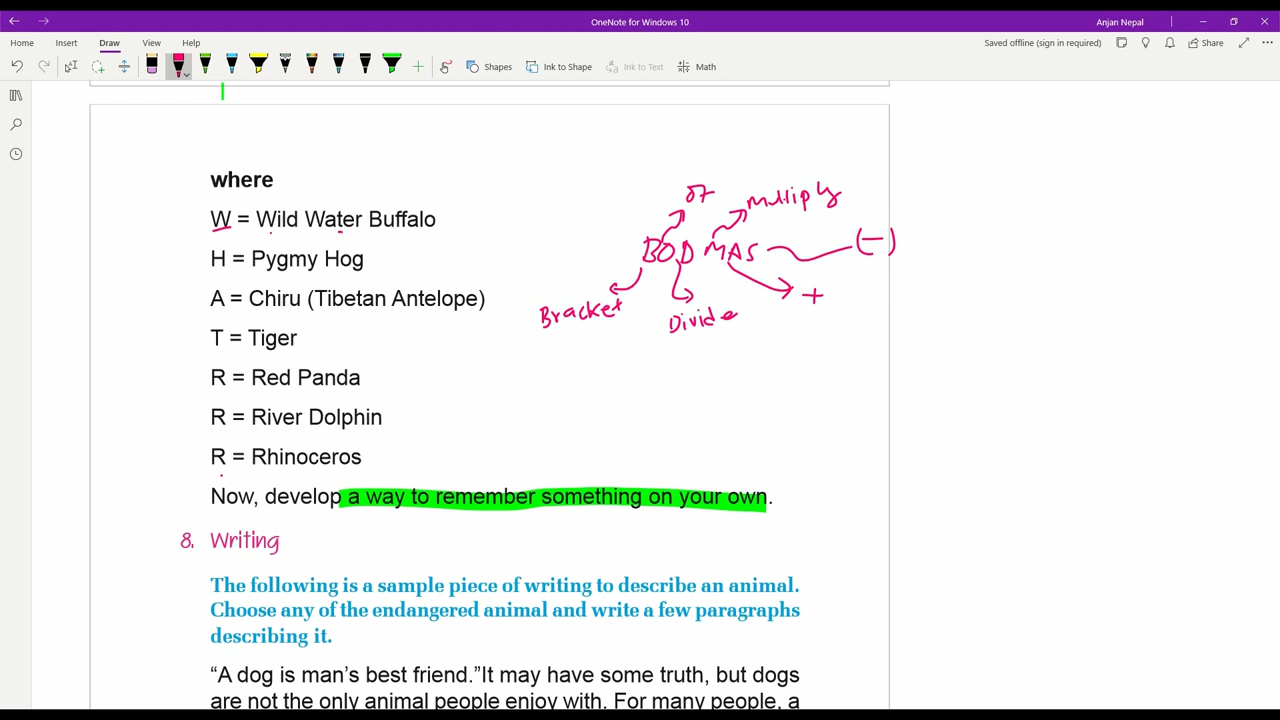 OneNote for Windows 10
Anjan Nepal
Home Insert Draw View Help
Saved offline (sign in required)
Share
Shapes
Ink to Shape
Ink to Text
Math
where
W = Wild Water Buffalo
H = Pygmy Hog
A = Chiru (Tibetan Antelope)
T = Tiger
R = Red Panda
R = River Dolphin
R = Rhinoceros
of
Multiply
BODMAS
(-)
Bracket
Divide
+
Now, develop a way to remember something on your own.
8. Writing
The following is a sample piece of writing to describe an animal.
Choose any of the endangered animal and write a few paragraphs
describing it.
“A dog is man’s best friend.”It may have some truth, but dogs
are not the only animal people enjoy with. For many people, a